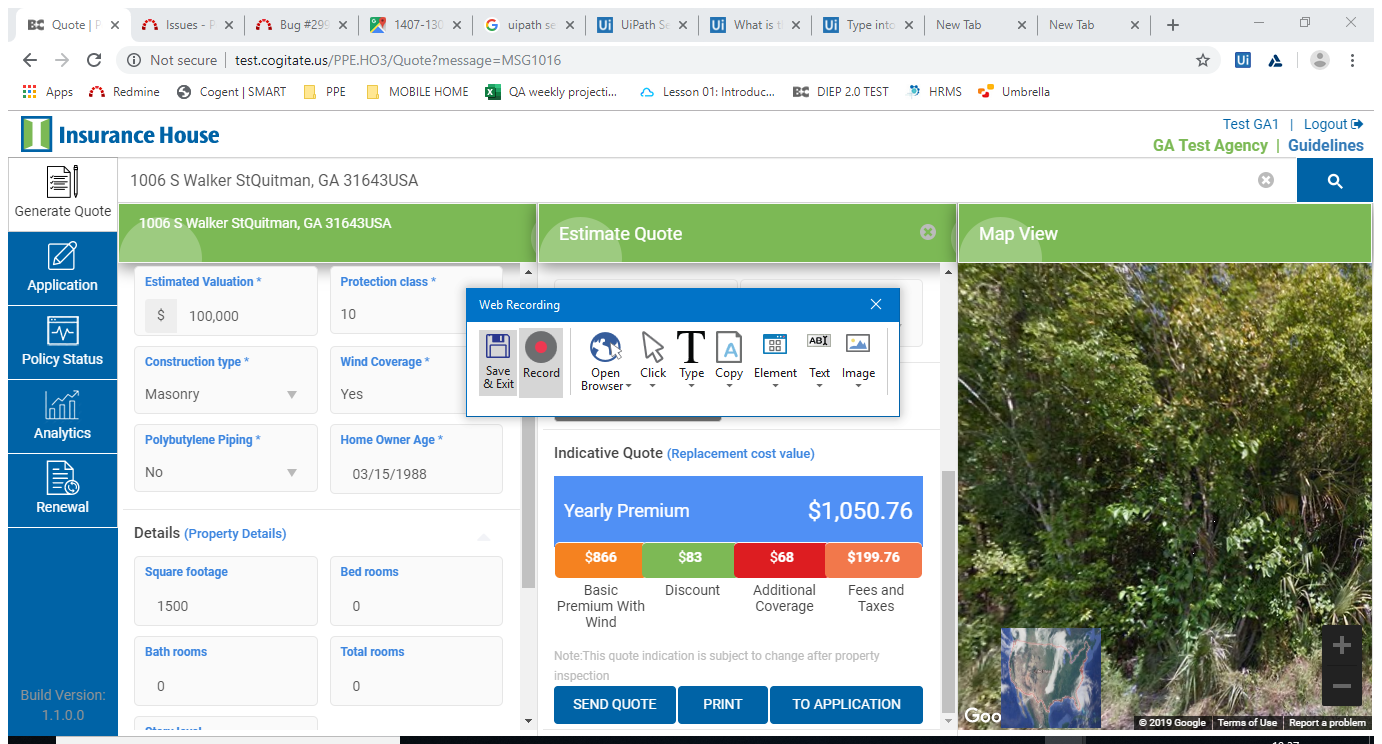 BC Quote | P
Issues - P
Bug #299
1407-130
uipath se
Ui UiPath Se
Ui What is t
Ui Type into
New Tab
New Tab
Not secure | test.cogitate.us/PPE.HO3/Quote?message=MSG1016
Ui
Apps
Redmine
Cogent | SMART
PPE
MOBILE HOME
QA weekly projecti...
Lesson 01: Introduc...
BC DIEP 2.0 TEST
HRMS
Umbrella
Insurance House
Test GA1 | Logout
GA Test Agency | Guidelines
Generate Quote
Application
Policy Status
Analytics
Renewal
Build Version:
1.1.0.0
1006 S Walker StQuitman, GA 31643USA
1006 S Walker StQuitman, GA 31643USA
Estimated Valuation *
$ 100,000
Protection class *
10
Construction type *
Masonry
Wind Coverage *
Yes
Polybutylene Piping *
No
Home Owner Age *
03/15/1988
Details (Property Details)
Square footage
1500
Bed rooms
0
Bath rooms
0
Total rooms
0
Web Recording
Save
& Exit
Record
Open
Browser
Click
T
Type
A
Copy
Element
ABI
Text
Image
Estimate Quote
Indicative Quote (Replacement cost value)
Yearly Premium $1,050.76
$866 $83 $68 $199.76
Basic
Premium With
Wind
Discount
Additional
Coverage
Fees and
Taxes
Note:This quote indication is subject to change after property
inspection
SEND QUOTE
PRINT
TO APPLICATION
Map View
Goo
© 2019 Google
Terms of Use
Report a problem